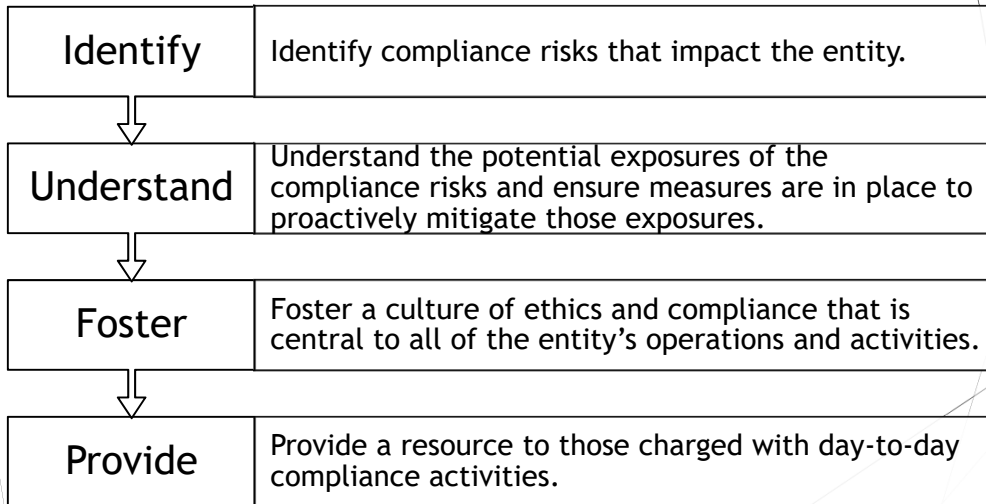 Identify
Identify compliance risks that impact the entity.
Understand
Understand the potential exposures of the
compliance risks and ensure measures are in place to
proactively mitigate those exposures.
Foster
Foster a culture of ethics and compliance that is
central to all of the entity’s operations and activities.
Provide
Provide a resource to those charged with day-to-day
compliance activities.